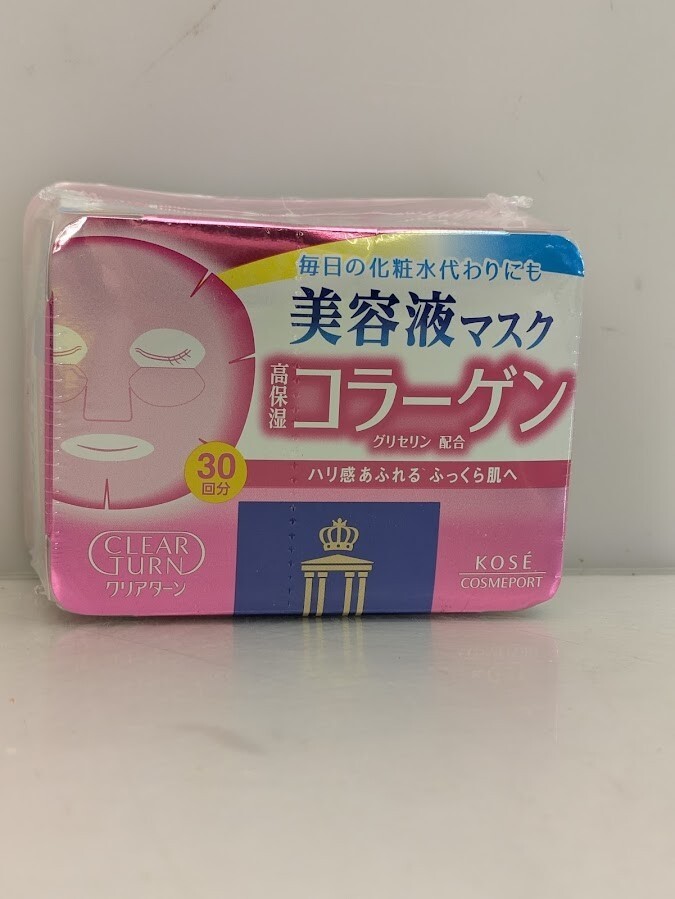 毎日の化粧水代わりにも
美容液マスク
高保湿
コラーゲン
グリセリン 配合
30
回分
ハリ感あふれる ふっくら肌へ
CLEAR
TURN
クリアターン
KOSÉ
COSMEPORT